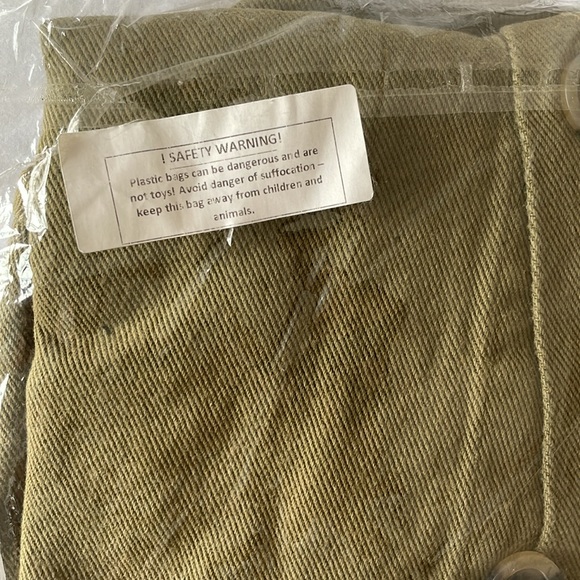 ! SAFETY WARNING!
Plastic bags can be dangerous and are
not toys! Avoid danger of suffocation –
keep this bag away from children and
animals.